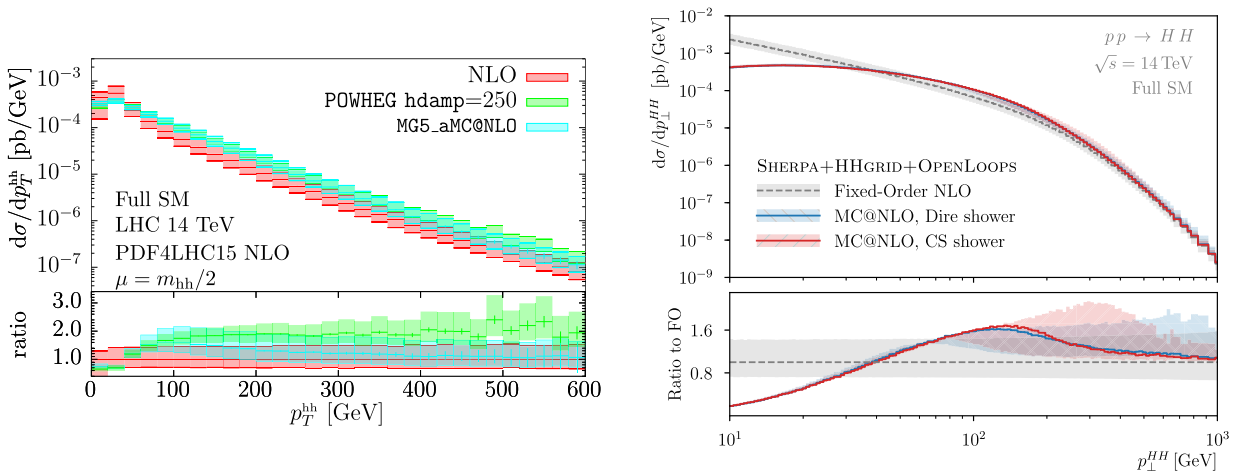 10⁻³
10⁻⁴
10⁻⁵
10⁻⁶
10⁻⁷
dσ/dp_T^hh [pb/GeV]
NLO
POWHEG hdamp=250
MG5_aMC@NLO
Full SM
LHC 14 TeV
PDF4LHC15 NLO
μ = m_hh/2
3.0
2.0
1.0
ratio
0 100 200 300 400 500 600
p_T^hh [GeV]
10⁻¹
10⁻²
10⁻³
10⁻⁴
10⁻⁵
10⁻⁶
10⁻⁷
10⁻⁸
10⁻⁹
dσ/dp_⊥^HH [pb/GeV]
p p → H H
√s = 14 TeV
Full SM
SHERPA+HHGRID+OPENLOOPS
Fixed-Order NLO
MC@NLO, Dire shower
MC@NLO, CS shower
1.6
0.8
Ratio to FO
10¹ 10² 10³
p_⊥^HH [GeV]